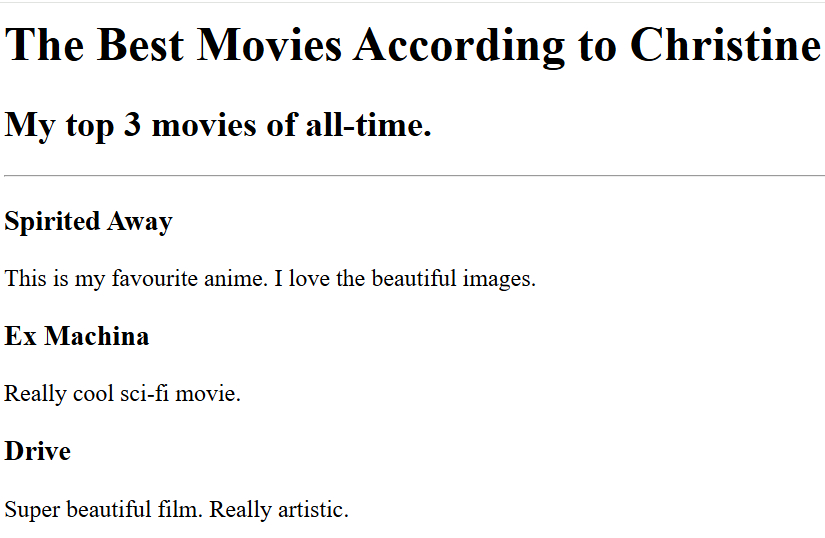 The Best Movies According to Christine
My top 3 movies of all-time.
Spirited Away
This is my favourite anime. I love the beautiful images.
Ex Machina
Really cool sci-fi movie.
Drive
Super beautiful film. Really artistic.